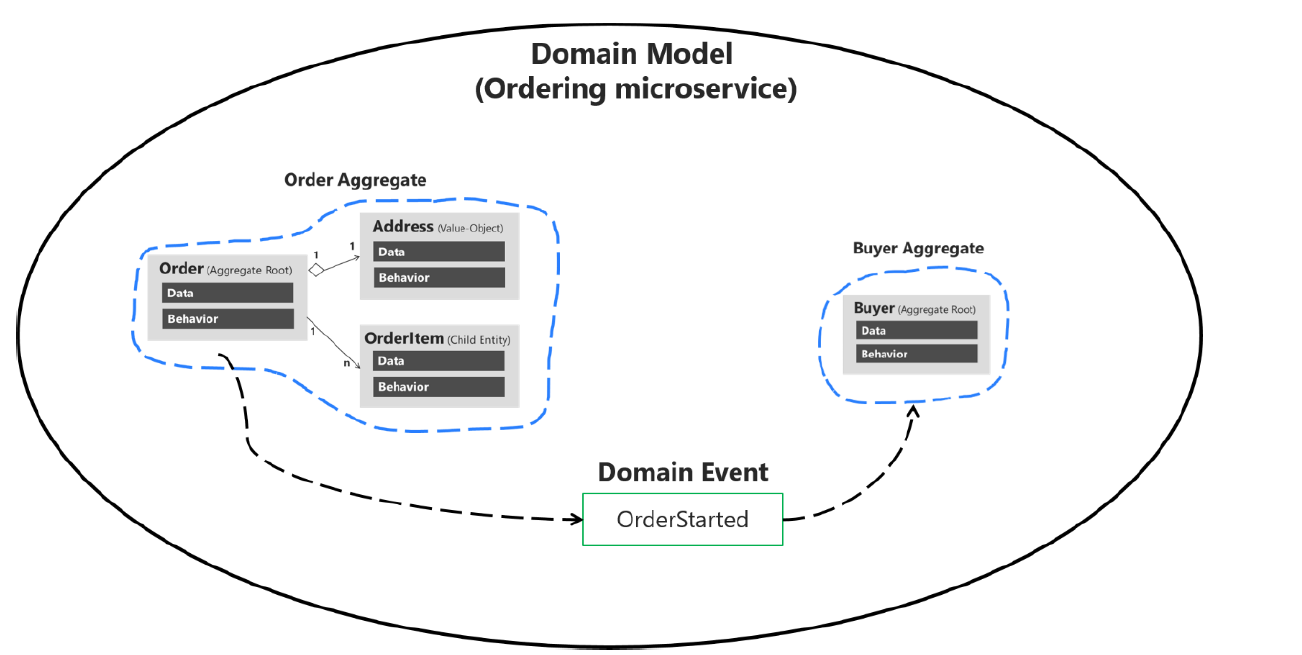 Domain Model
(Ordering microservice)
Order Aggregate
Address (Value-Object)
Data
Behavior
Order (Aggregate Root)
Data
Behavior
1
1
1
n
OrderItem (Child Entity)
Data
Behavior
Buyer Aggregate
Buyer (Aggregate Root)
Data
Behavior
Domain Event
OrderStarted